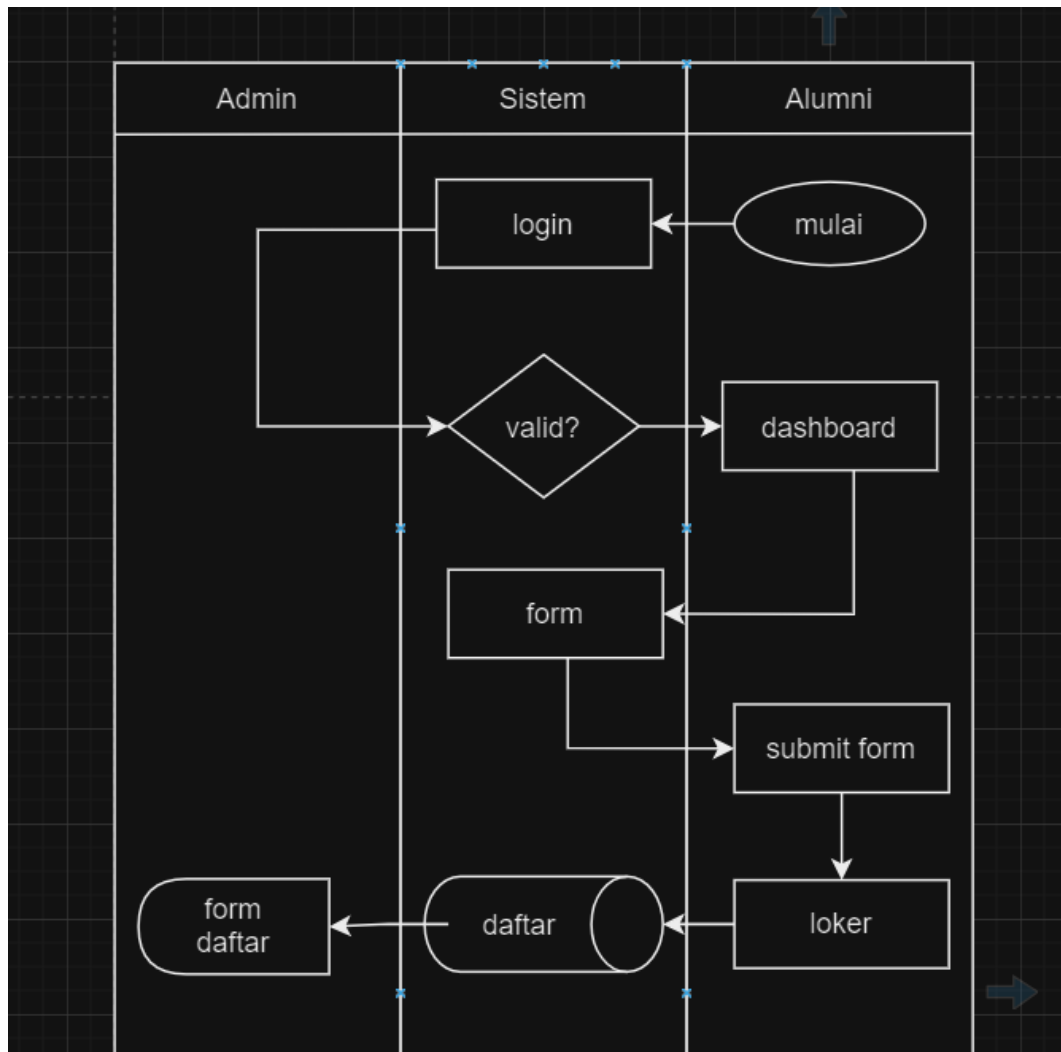 Admin
Sistem
Alumni
login
mulai
valid?
dashboard
form
submit form
form
daftar
daftar
loker